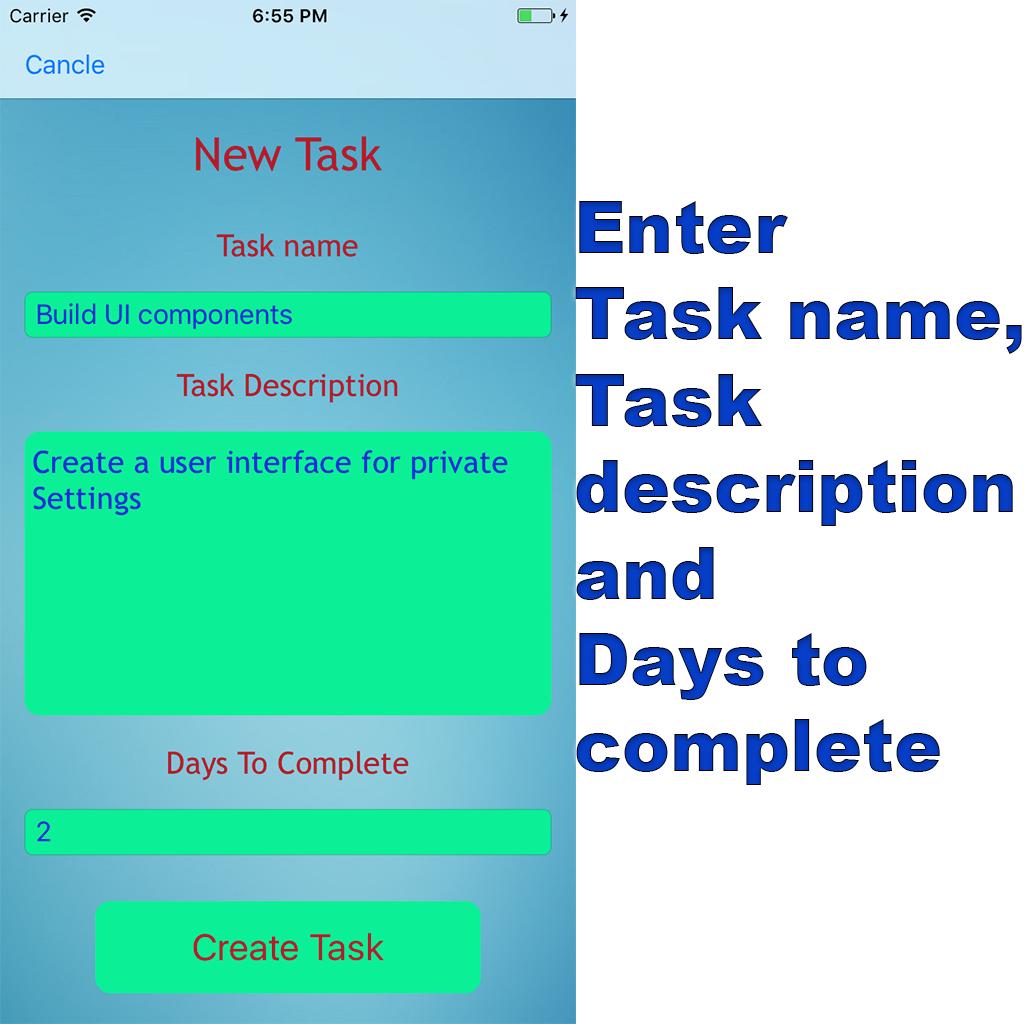 Carrier 6:55 PM
Cancle
New Task
Task name
Build UI components
Task Description
Create a user interface for private
Settings
Days To Complete
2
Create Task
Enter
Task name,
Task
description
and
Days to
complete